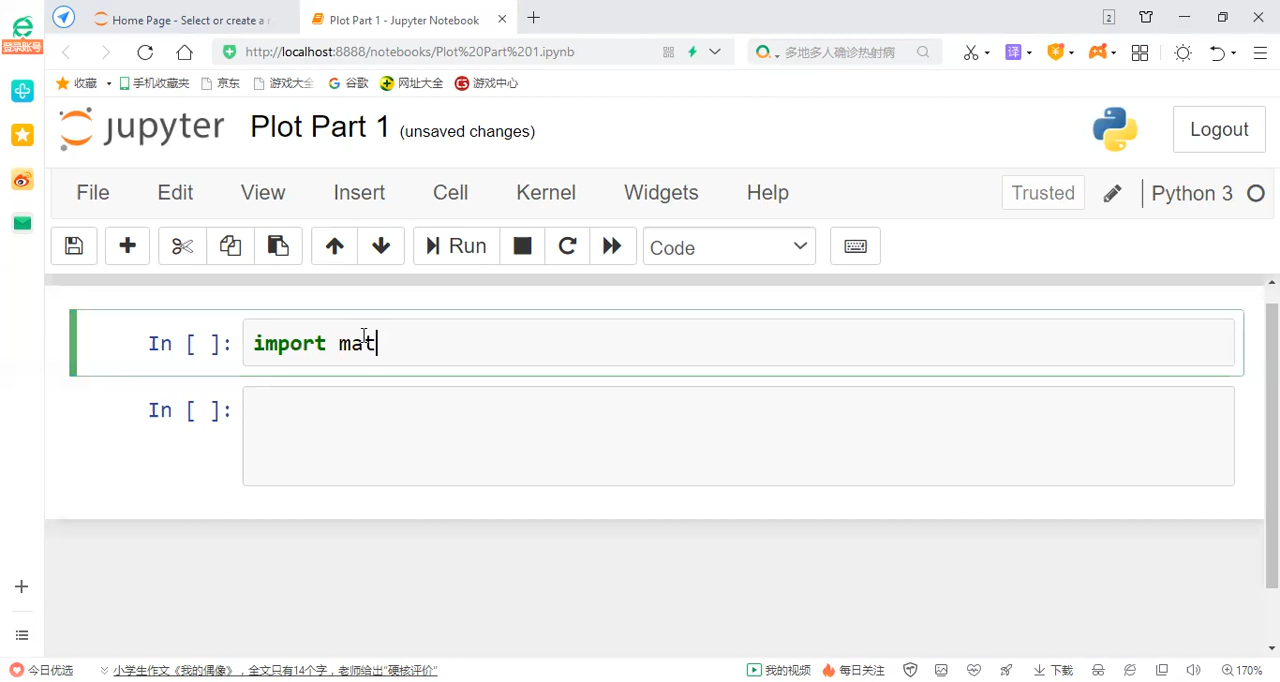 Home Page - Select or create a n
Plot Part 1 - Jupyter Notebook
2
登录账号
http://localhost:8888/notebooks/Plot%20Part%201.ipynb
多地多人确诊热射病
译
收藏 手机收藏夹 京东 游戏大全 G 谷歌 网址大全 游戏中心
jupyter Plot Part 1 (unsaved changes)
Logout
File Edit View Insert Cell Kernel Widgets Help
Trusted
Python 3
Run
Code
In [ ]: import mat
In [ ]:
今日优选 小学生作文《我的偶像》,全文只有14个字,老师给出"硬核评价"
我的视频 每日关注 下载 170%